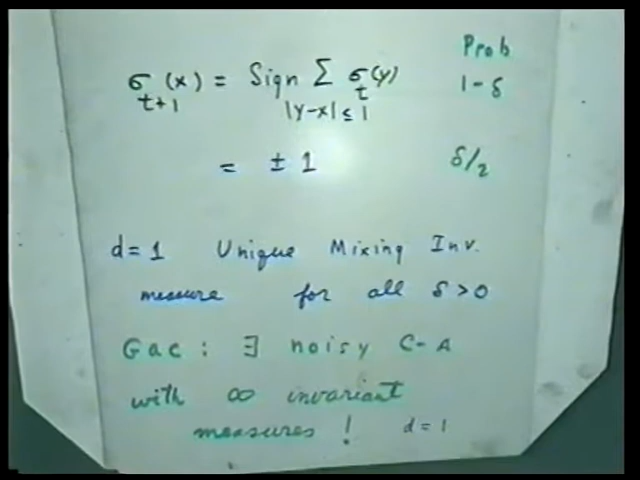 Prob
σ_{t+1}(x) = Sign Σ_{|y-x|≤1} σ_t(y) 1-δ
= ± 1 δ/2
d=1 Unique Mixing Inv.
measure for all δ>0
Gac : ∃ noisy C-A
with ∞ invariant
measures ! d=1